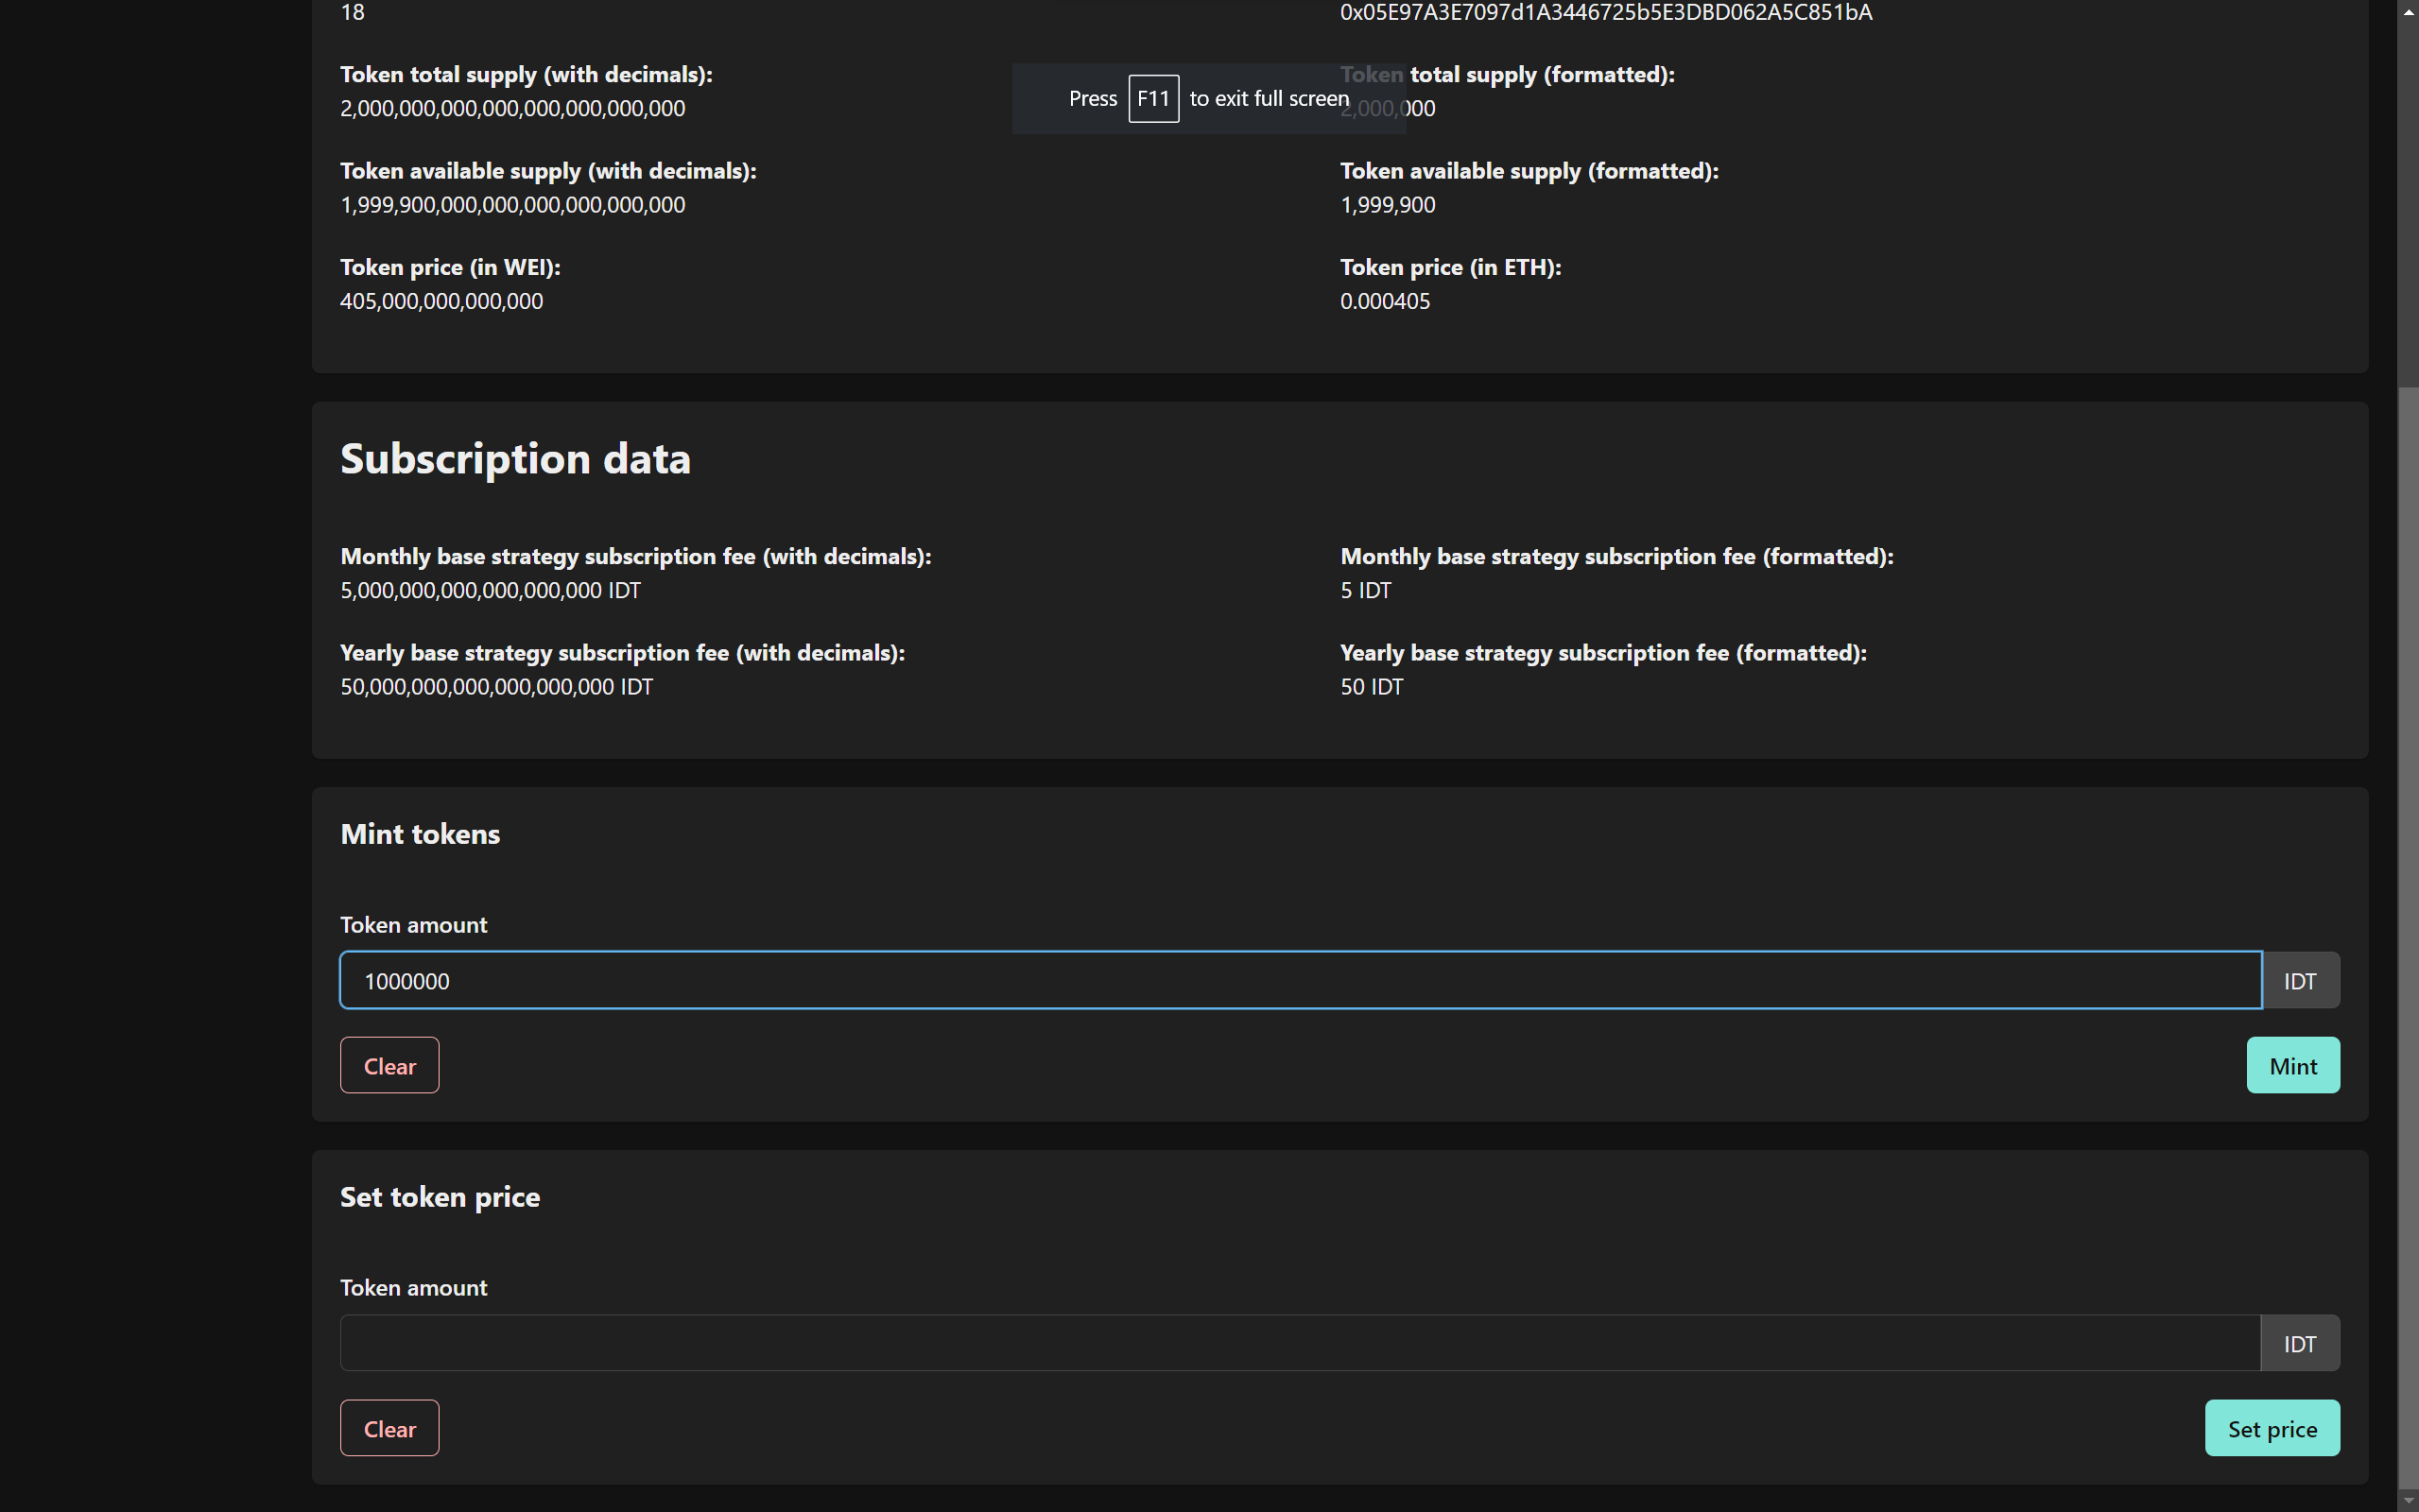 18
0x05E97A3E7097d1A3446725b5E3DBD062A5C851bA
Token total supply (with decimals):
2,000,000,000,000,000,000,000,000
Token total supply (formatted):
2,000,000
Press F11 to exit full screen
Token available supply (with decimals):
1,999,900,000,000,000,000,000,000
Token available supply (formatted):
1,999,900
Token price (in WEI):
405,000,000,000,000
Token price (in ETH):
0.000405
Subscription data
Monthly base strategy subscription fee (with decimals):
5,000,000,000,000,000,000 IDT
Monthly base strategy subscription fee (formatted):
5 IDT
Yearly base strategy subscription fee (with decimals):
50,000,000,000,000,000,000 IDT
Yearly base strategy subscription fee (formatted):
50 IDT
Mint tokens
Token amount
1000000
IDT
Clear
Mint
Set token price
Token amount
IDT
Clear
Set price